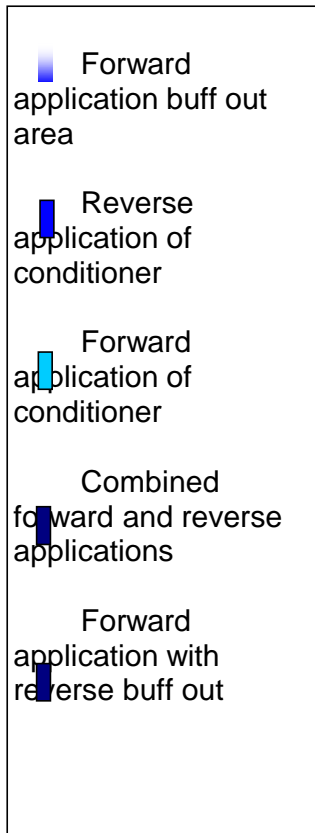 Forward
application buff out
area
Reverse
application of
conditioner
Forward
application of
conditioner
Combined
forward and reverse
applications
Forward
application with
reverse buff out